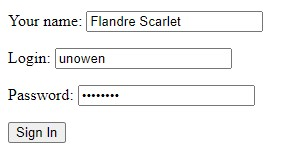 Your name: Flandre Scarlet
Login: unowen
Password: ••••••••
Sign In